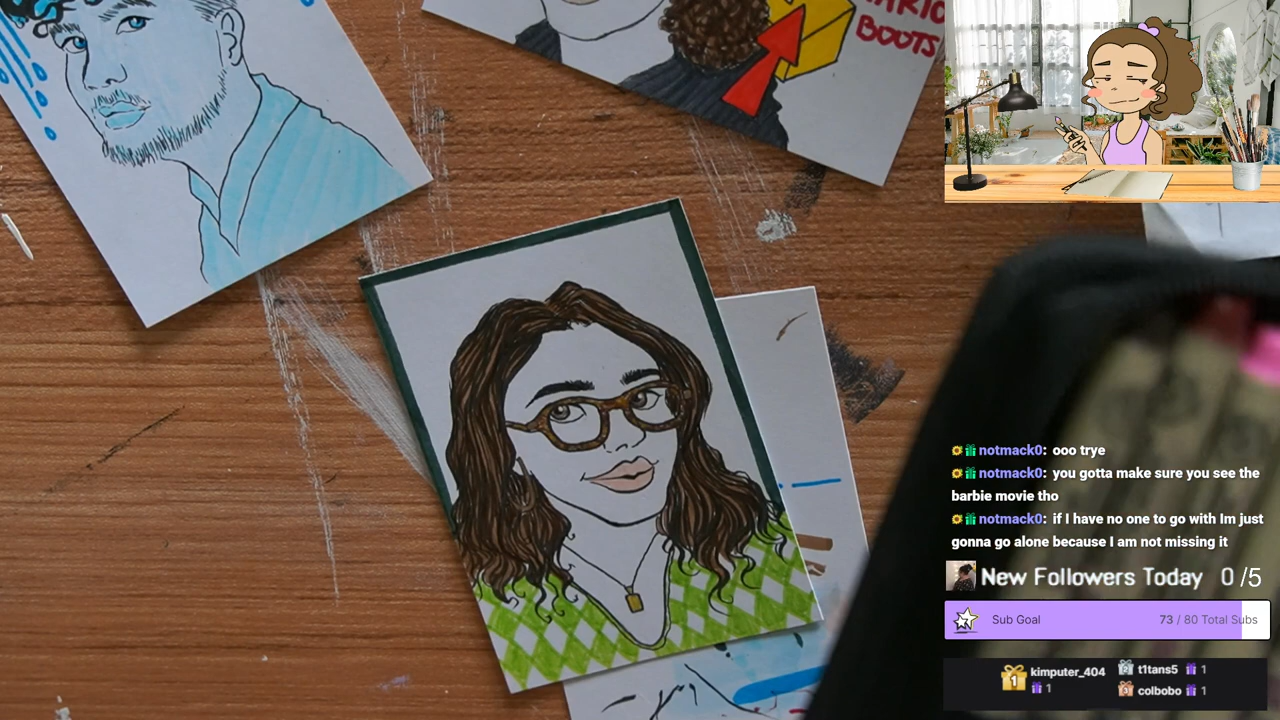 BOOTS
notmack0: ooo trye
notmack0: you gotta make sure you see the
barbie movie tho
notmack0: if I have no one to go with Im just
gonna go alone because I am not missing it
New Followers Today 0 /5
Sub Goal 73 / 80 Total Subs
1 kimputer_404 1
t1tans5 1
colbobo 1